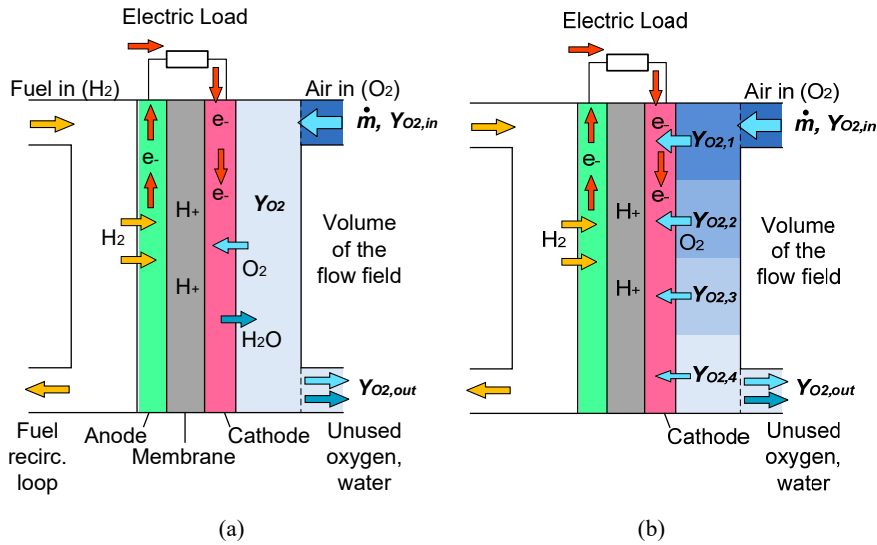 Electric Load
Fuel in (H2)
Air in (O2)
ṁ, YO2,in
e-
e-
e-
YO2
H+
H2
O2
H+
H2O
Volume
of the
flow field
YO2,out
Fuel
recirc.
loop
Anode
Membrane
Cathode
Unused
oxygen,
water
(a)
Electric Load
Air in (O2)
ṁ, YO2,in
e-
YO2,1
e-
e-
H+
YO2,2
H2
O2
H+
YO2,3
Volume
of the
flow field
YO2,4
YO2,out
Cathode
Unused
oxygen,
water
(b)